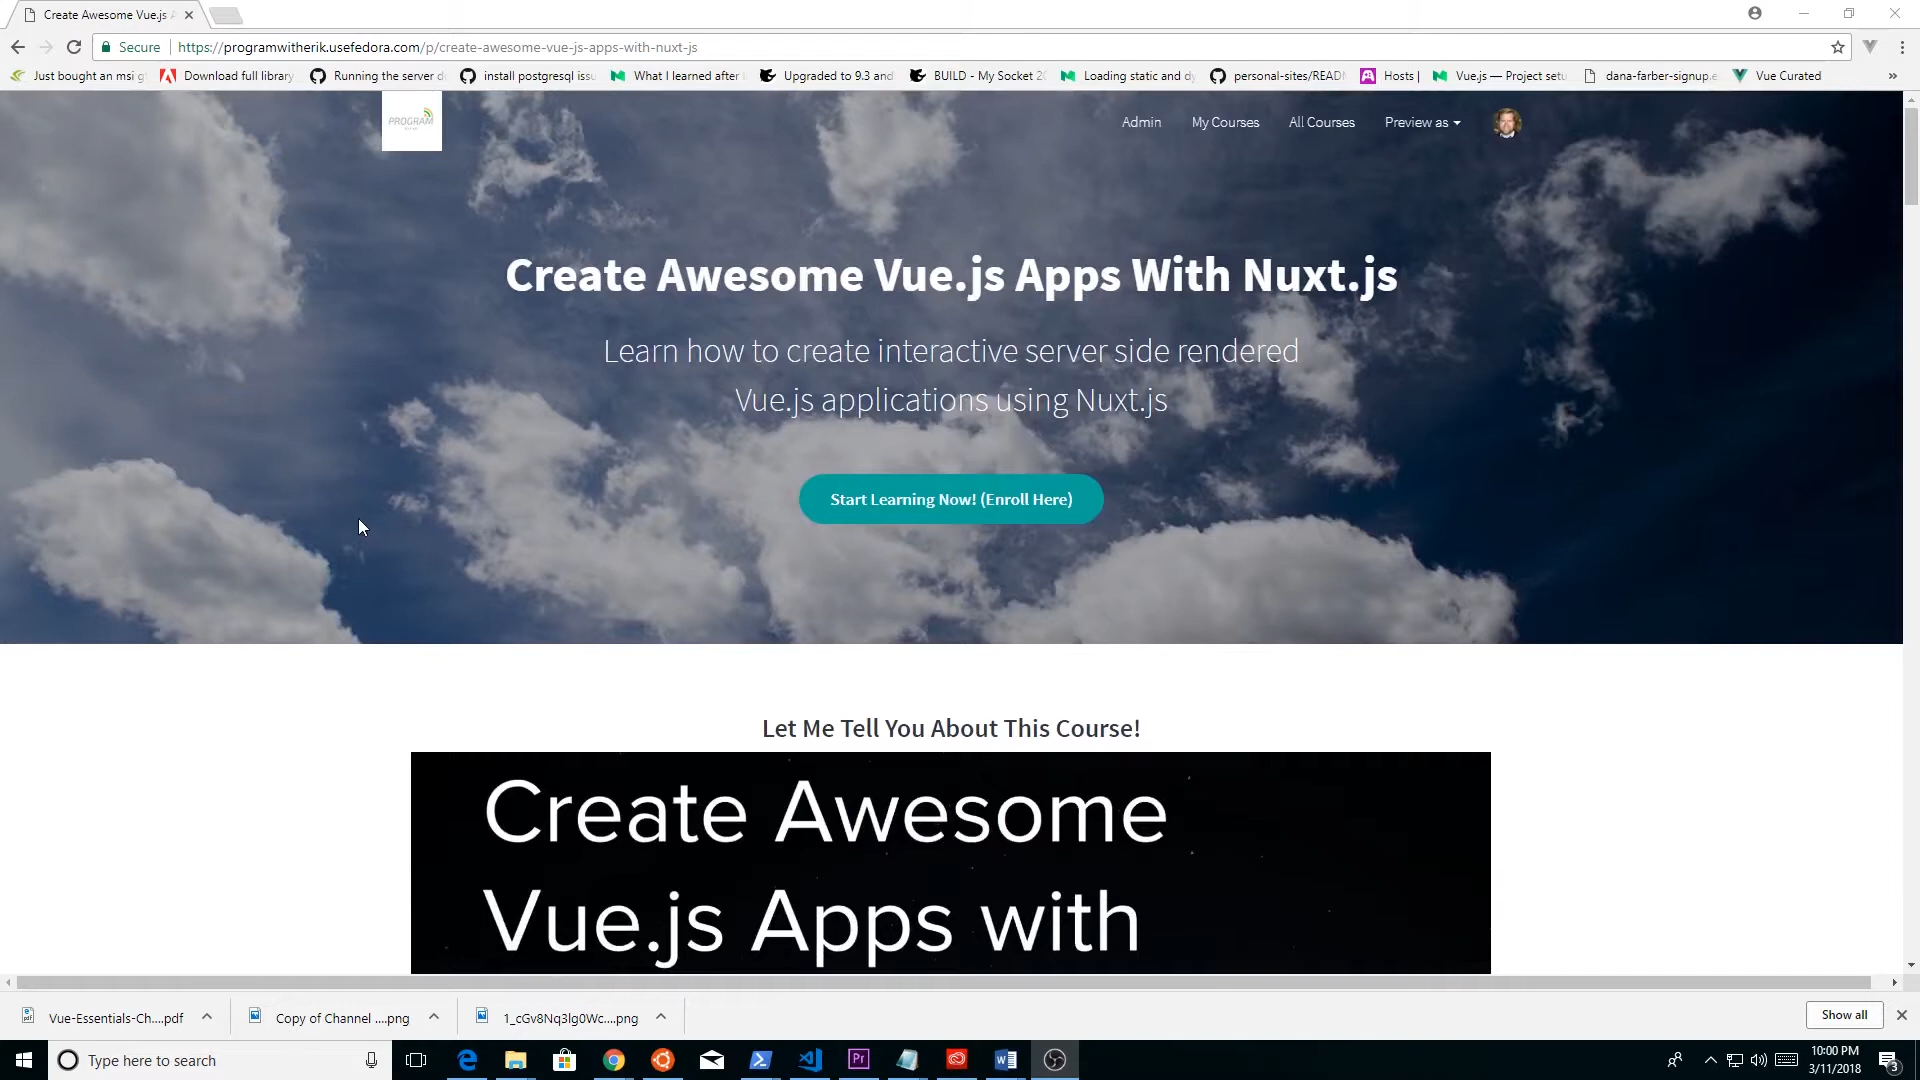 Create Awesome Vue.js A
Secure
https://programwitherik.usefedora.com/p/create-awesome-vue-js-apps-with-nuxt-js
Just bought an msi g
Download full library
Running the server d
install postgresql issu
What I learned after
Upgraded to 9.3 and
BUILD - My Socket 20
Loading static and dy
personal-sites/READ
Hosts |
Vue.js — Project setu
dana-farber-signup.e
Vue Curated
»
PROGRAM
Admin
My Courses
All Courses
Preview as
Create Awesome Vue.js Apps With Nuxt.js
Learn how to create interactive server side rendered
Vue.js applications using Nuxt.js
Start Learning Now! (Enroll Here)
Let Me Tell You About This Course!
Create Awesome
Vue.js Apps with
Vue-Essentials-Ch....pdf
Copy of Channel ....png
1_cGv8Nq3lg0Wc....png
Show all
Type here to search
Pr
10:00 PM
3/11/2018
3